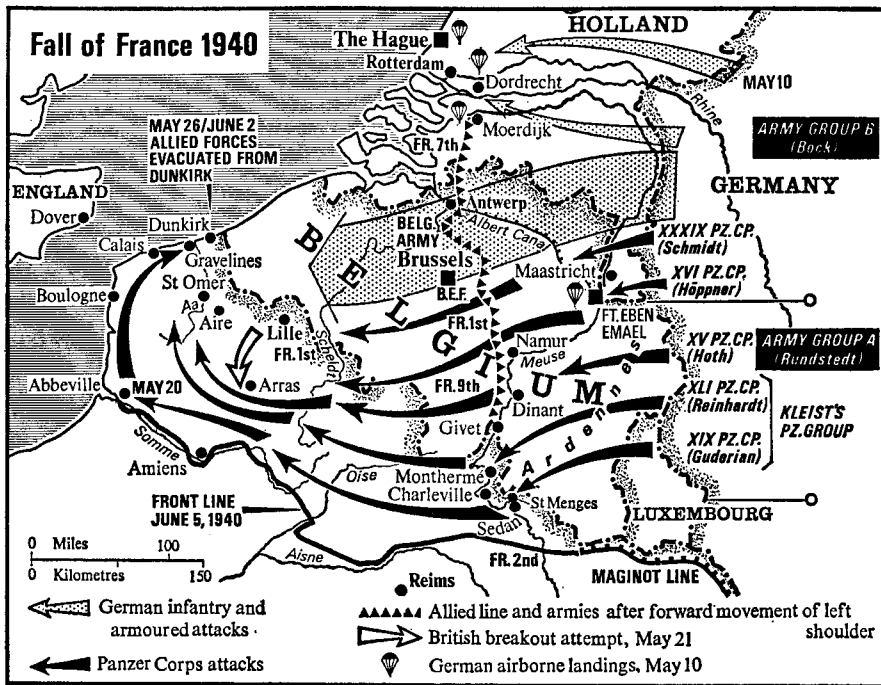 Fall of France 1940
HOLLAND
The Hague
Rotterdam
Dordrecht
MAY 10
Rhine
Moerdijk
FR. 7th
ARMY GROUP B
(Bock)
MAY 26/JUNE 2
ALLIED FORCES
EVACUATED FROM
DUNKIRK
ENGLAND
Dover
GERMANY
Antwerp
Albert Canal
BELG.
ARMY
Brussels
B.E.F.
BELGIUM
Dunkirk
Calais
Gravelines
St Omer
Boulogne
Aa
Aire
Lille
FR. 1st
Scheldt
Maastricht
XXXIX PZ.CP.
(Schmidt)
XVI PZ.CP.
(Höppner)
FT. EBEN
EMAEL
FR. 1st
Namur
Meuse
XV PZ.CP.
(Hoth)
ARMY GROUP A
(Rundstedt)
Abbeville
MAY 20
Arras
FR. 9th
Dinant
Givet
Ardennes
XLI PZ.CP.
(Reinhardt)
KLEIST'S
PZ.GROUP
XIX PZ.CP.
(Guderian)
Somme
Amiens
Oise
Monthermé
Charleville
St Menges
Sedan
LUXEMBOURG
FRONT LINE
JUNE 5, 1940
Aisne
FR. 2nd
MAGINOT LINE
Reims
0 Miles 100
0 Kilometres 150
German infantry and
armoured attacks
Panzer Corps attacks
Allied line and armies after forward movement of left
shoulder
British breakout attempt, May 21
German airborne landings, May 10